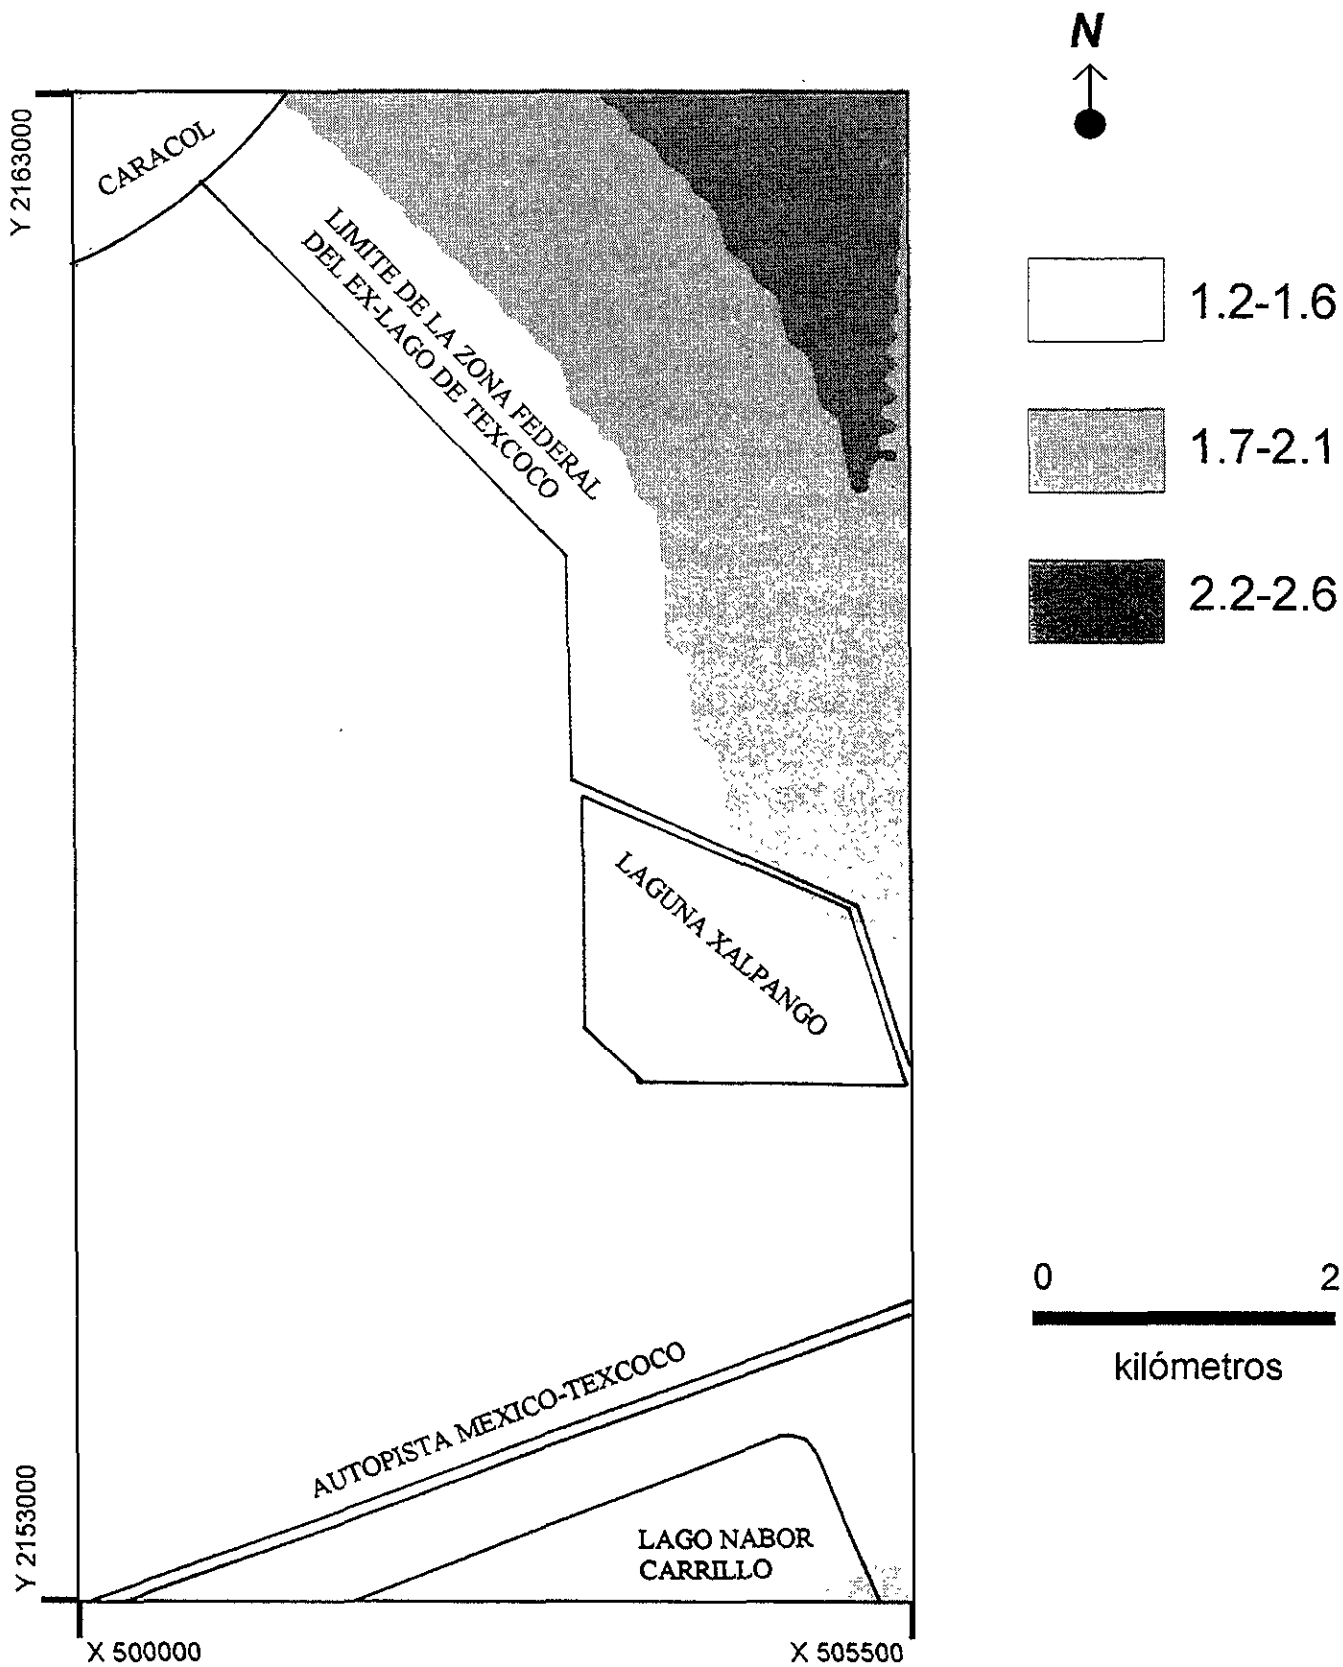 N
Y 2163000
CARACOL
LIMITE DE LA ZONA FEDERAL
DEL EX-LAGO DE TEXCOCO
1.2-1.6
1.7-2.1
2.2-2.6
LAGUNA XALPANGO
0 2
kilómetros
AUTOPISTA MEXICO-TEXCOCO
LAGO NABOR
CARRILLO
Y 2153000
X 500000
X 505500